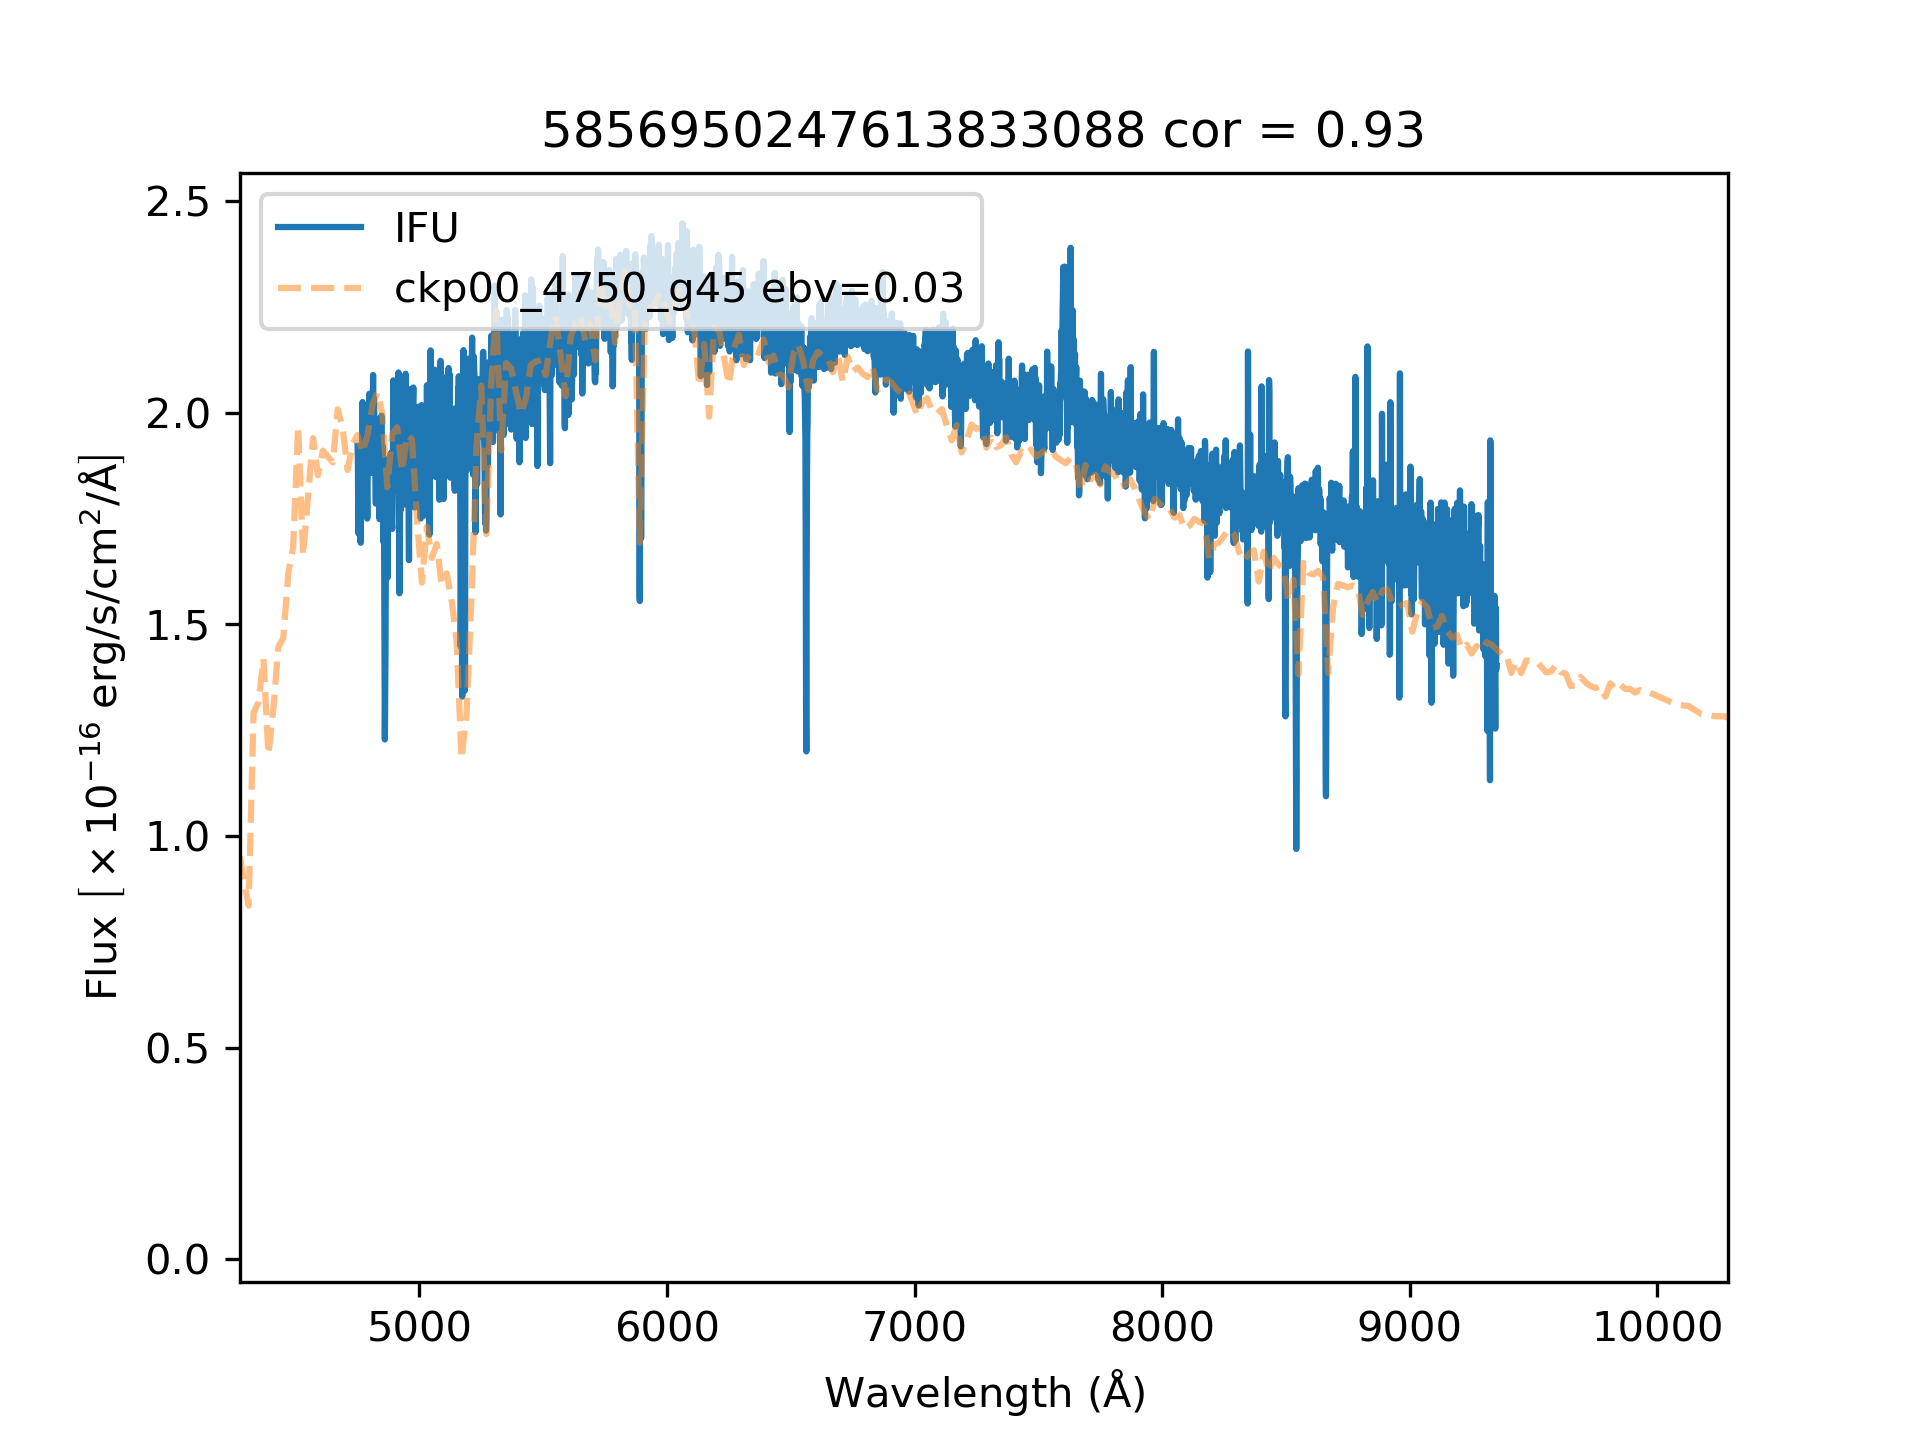 5856950247613833088 cor = 0.93
IFU
ckp00_4750_g45 ebv=0.03
2.5
2.0
1.5
1.0
0.5
0.0
Flux [×10⁻¹⁶ erg/s/cm²/Å]
5000 6000 7000 8000 9000 10000
Wavelength (Å)